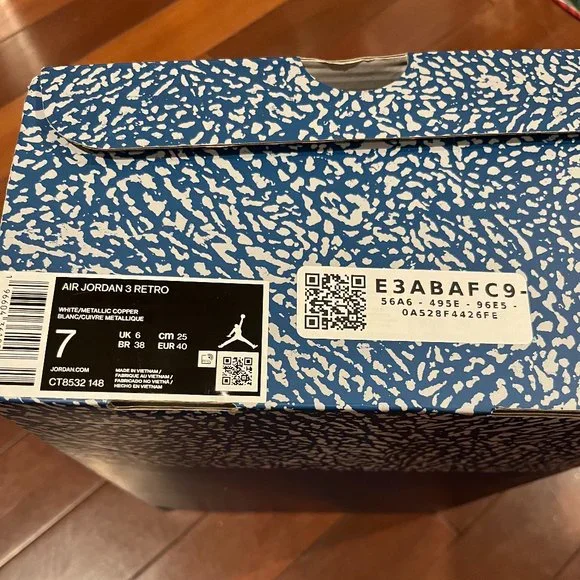 AIR JORDAN 3 RETRO
WHITE/METALLIC COPPER
BLANC/CUIVRE METALLIQUE
7
UK 6
cm 25
BR 38
EUR 40
JORDAN.COM
CT8532 148
MADE IN VIETNAM /
FABRIQUÉ AU VIETNAM /
FABRICADO NO VIETNÃ /
HECHO EN VIETNAM
E3ABAFC9-
56A6 - 495E - 96E5 -
0A528F4426FE